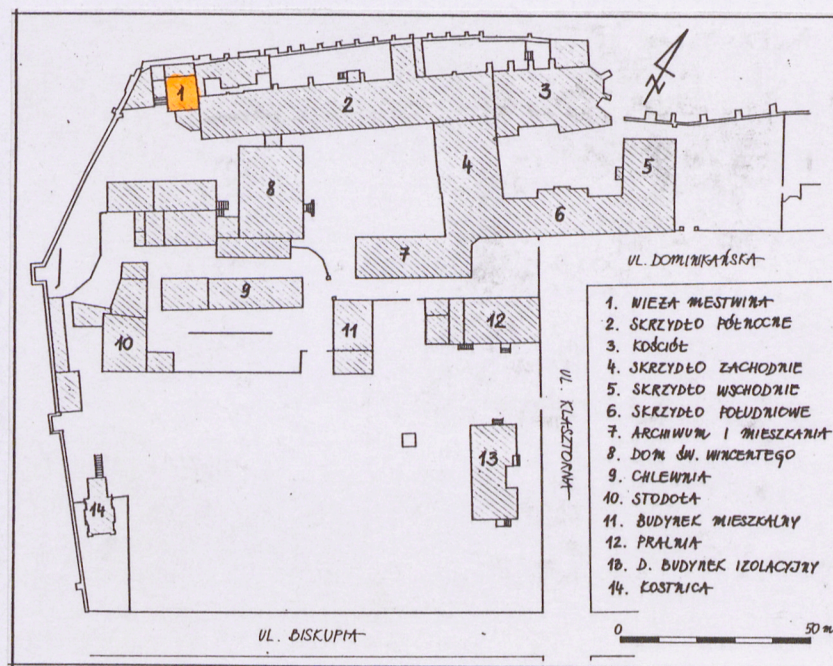 N
1
2
3
4
5
6
7
8
9
10
11
12
13
14
UL. DOMINIKAŃSKA
UL. KLASZTORNA
UL. BISKUPIA
1. WIEŻA MESTWINA
2. SKRZYDŁO PÓŁNOCNE
3. KOŚCIÓŁ
4. SKRZYDŁO ZACHODNIE
5. SKRZYDŁO WSCHODNIE
6. SKRZYDŁO POŁUDNIOWE
7. ARCHIWUM I MIESZKANIA
8. DOM ŚW. WINCENTEGO
9. CHLEWNIA
10. STODOŁA
11. BUDYNEK MIESZKALNY
12. PRALNIA
13. D. BUDYNEK IZOLACYJNY
14. KOSTNICA
0 50 m